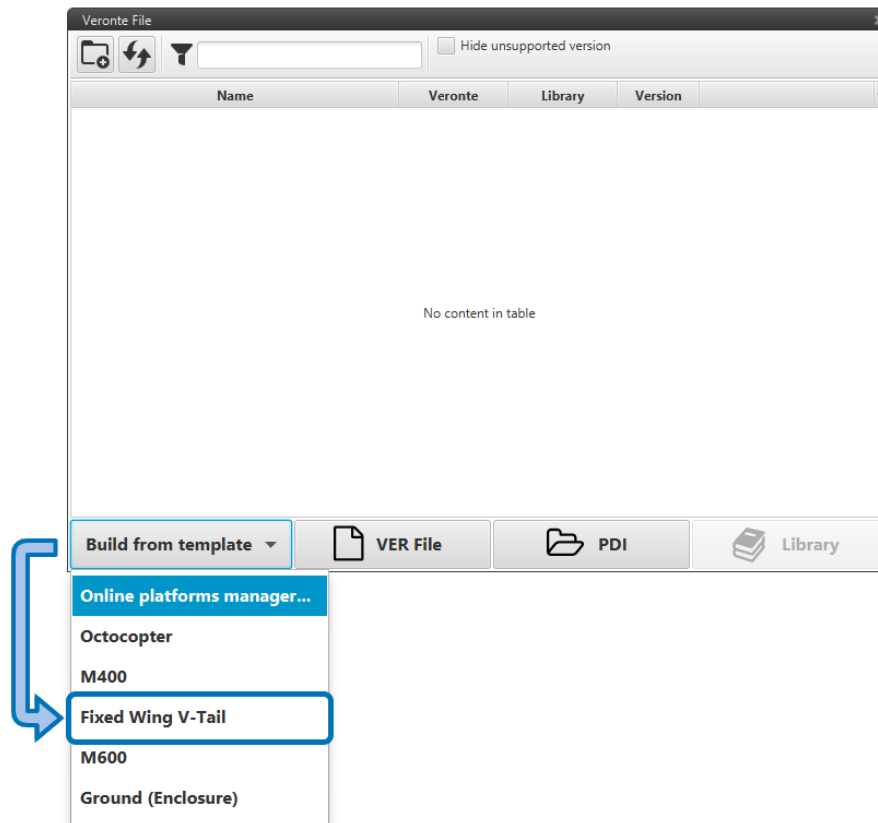 Veronte File
Hide unsupported version
Name Veronte Library Version
No content in table
Build from template VER File PDI Library
Online platforms manager...
Octocopter
M400
Fixed Wing V-Tail
M600
Ground (Enclosure)